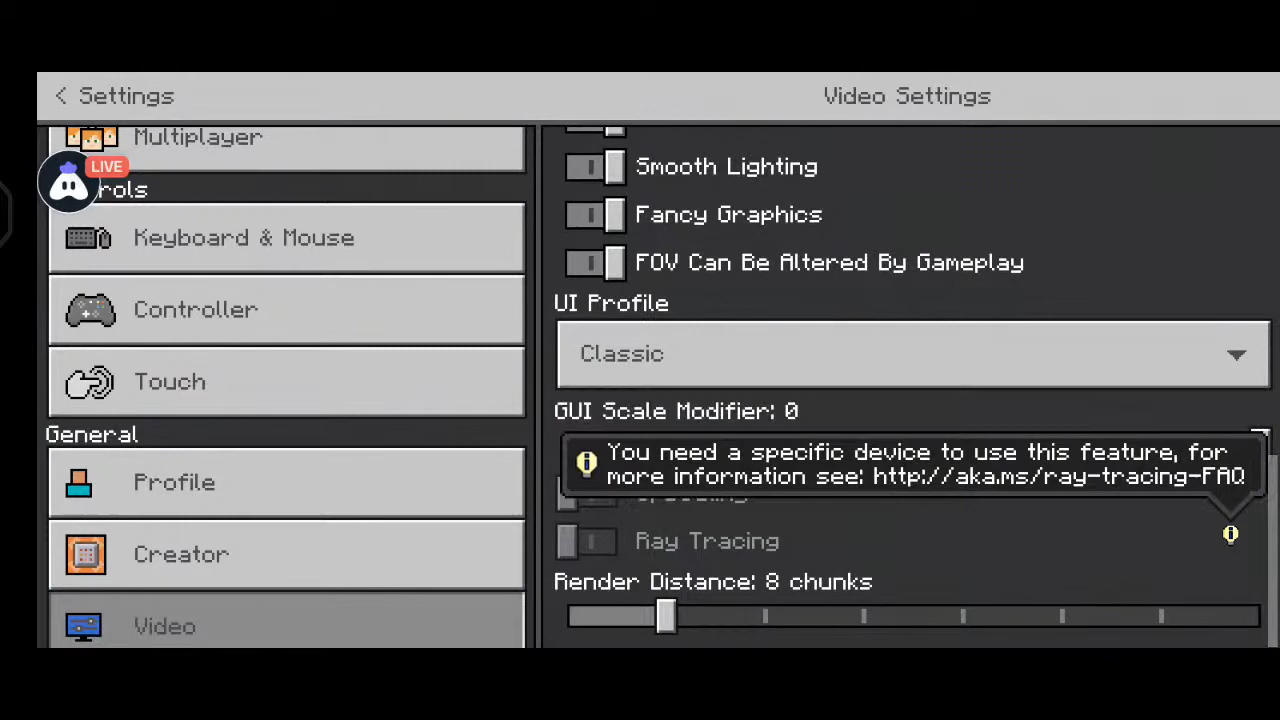 Settings
Video Settings
Multiplayer
LIVE
rols
Keyboard & Mouse
Controller
Touch
General
Profile
Creator
Video
Smooth Lighting
Fancy Graphics
FOV Can Be Altered By Gameplay
UI Profile
Classic
GUI Scale Modifier: 0
You need a specific device to use this feature, for
more information see: http://aka.ms/ray-tracing-FAQ
Ray Tracing
Render Distance: 8 chunks